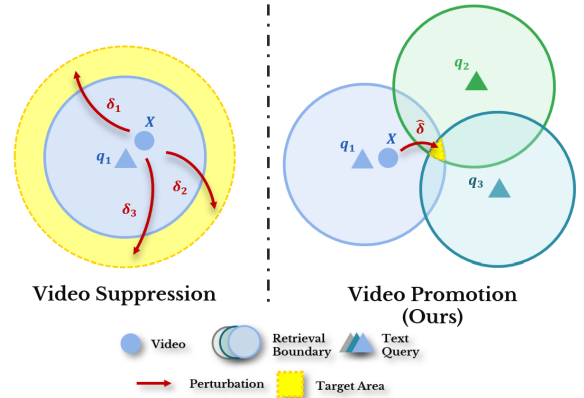 δ₁
X
q₁
δ₂
δ₃
Video Suppression
q₂
δ̂
X
q₁
q₃
Video Promotion
(Ours)
Video
Retrieval
Boundary
Text
Query
Perturbation
Target Area